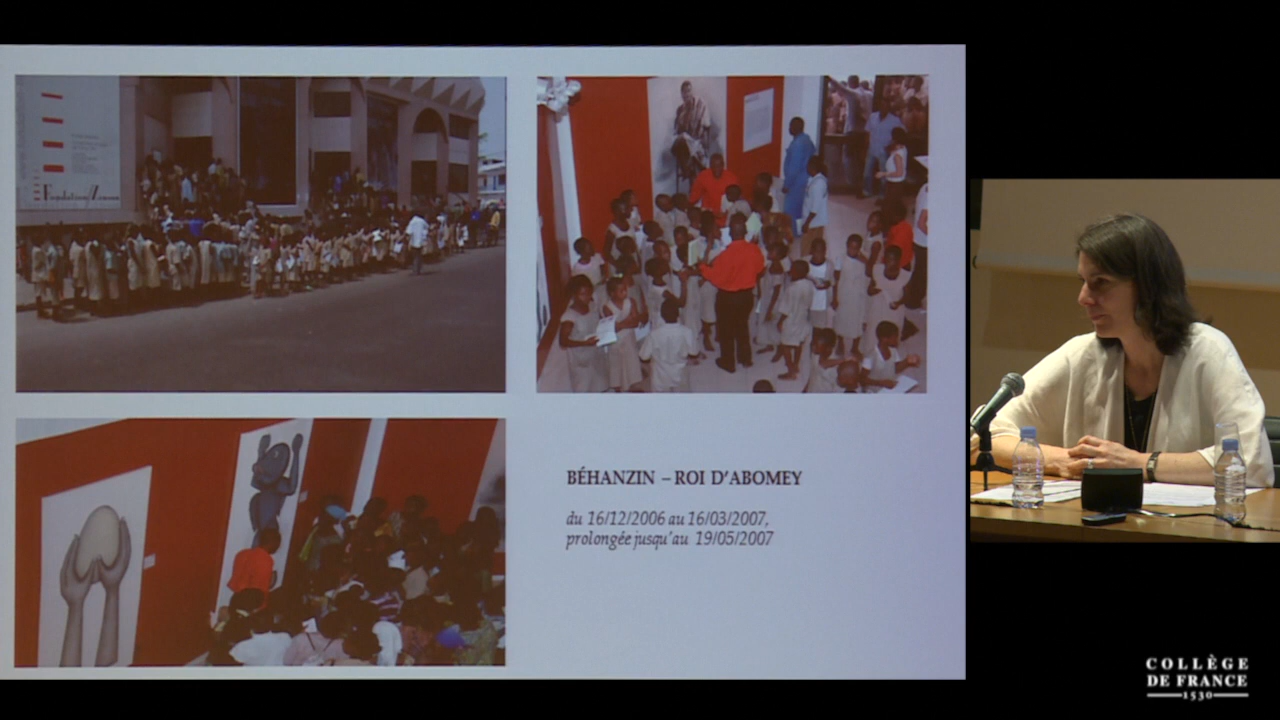 Fondation Zinsou
BÉHANZIN – ROI D'ABOMEY
du 16/12/2006 au 16/03/2007,
prolongée jusqu'au 19/05/2007
COLLÈGE
DE FRANCE
1530